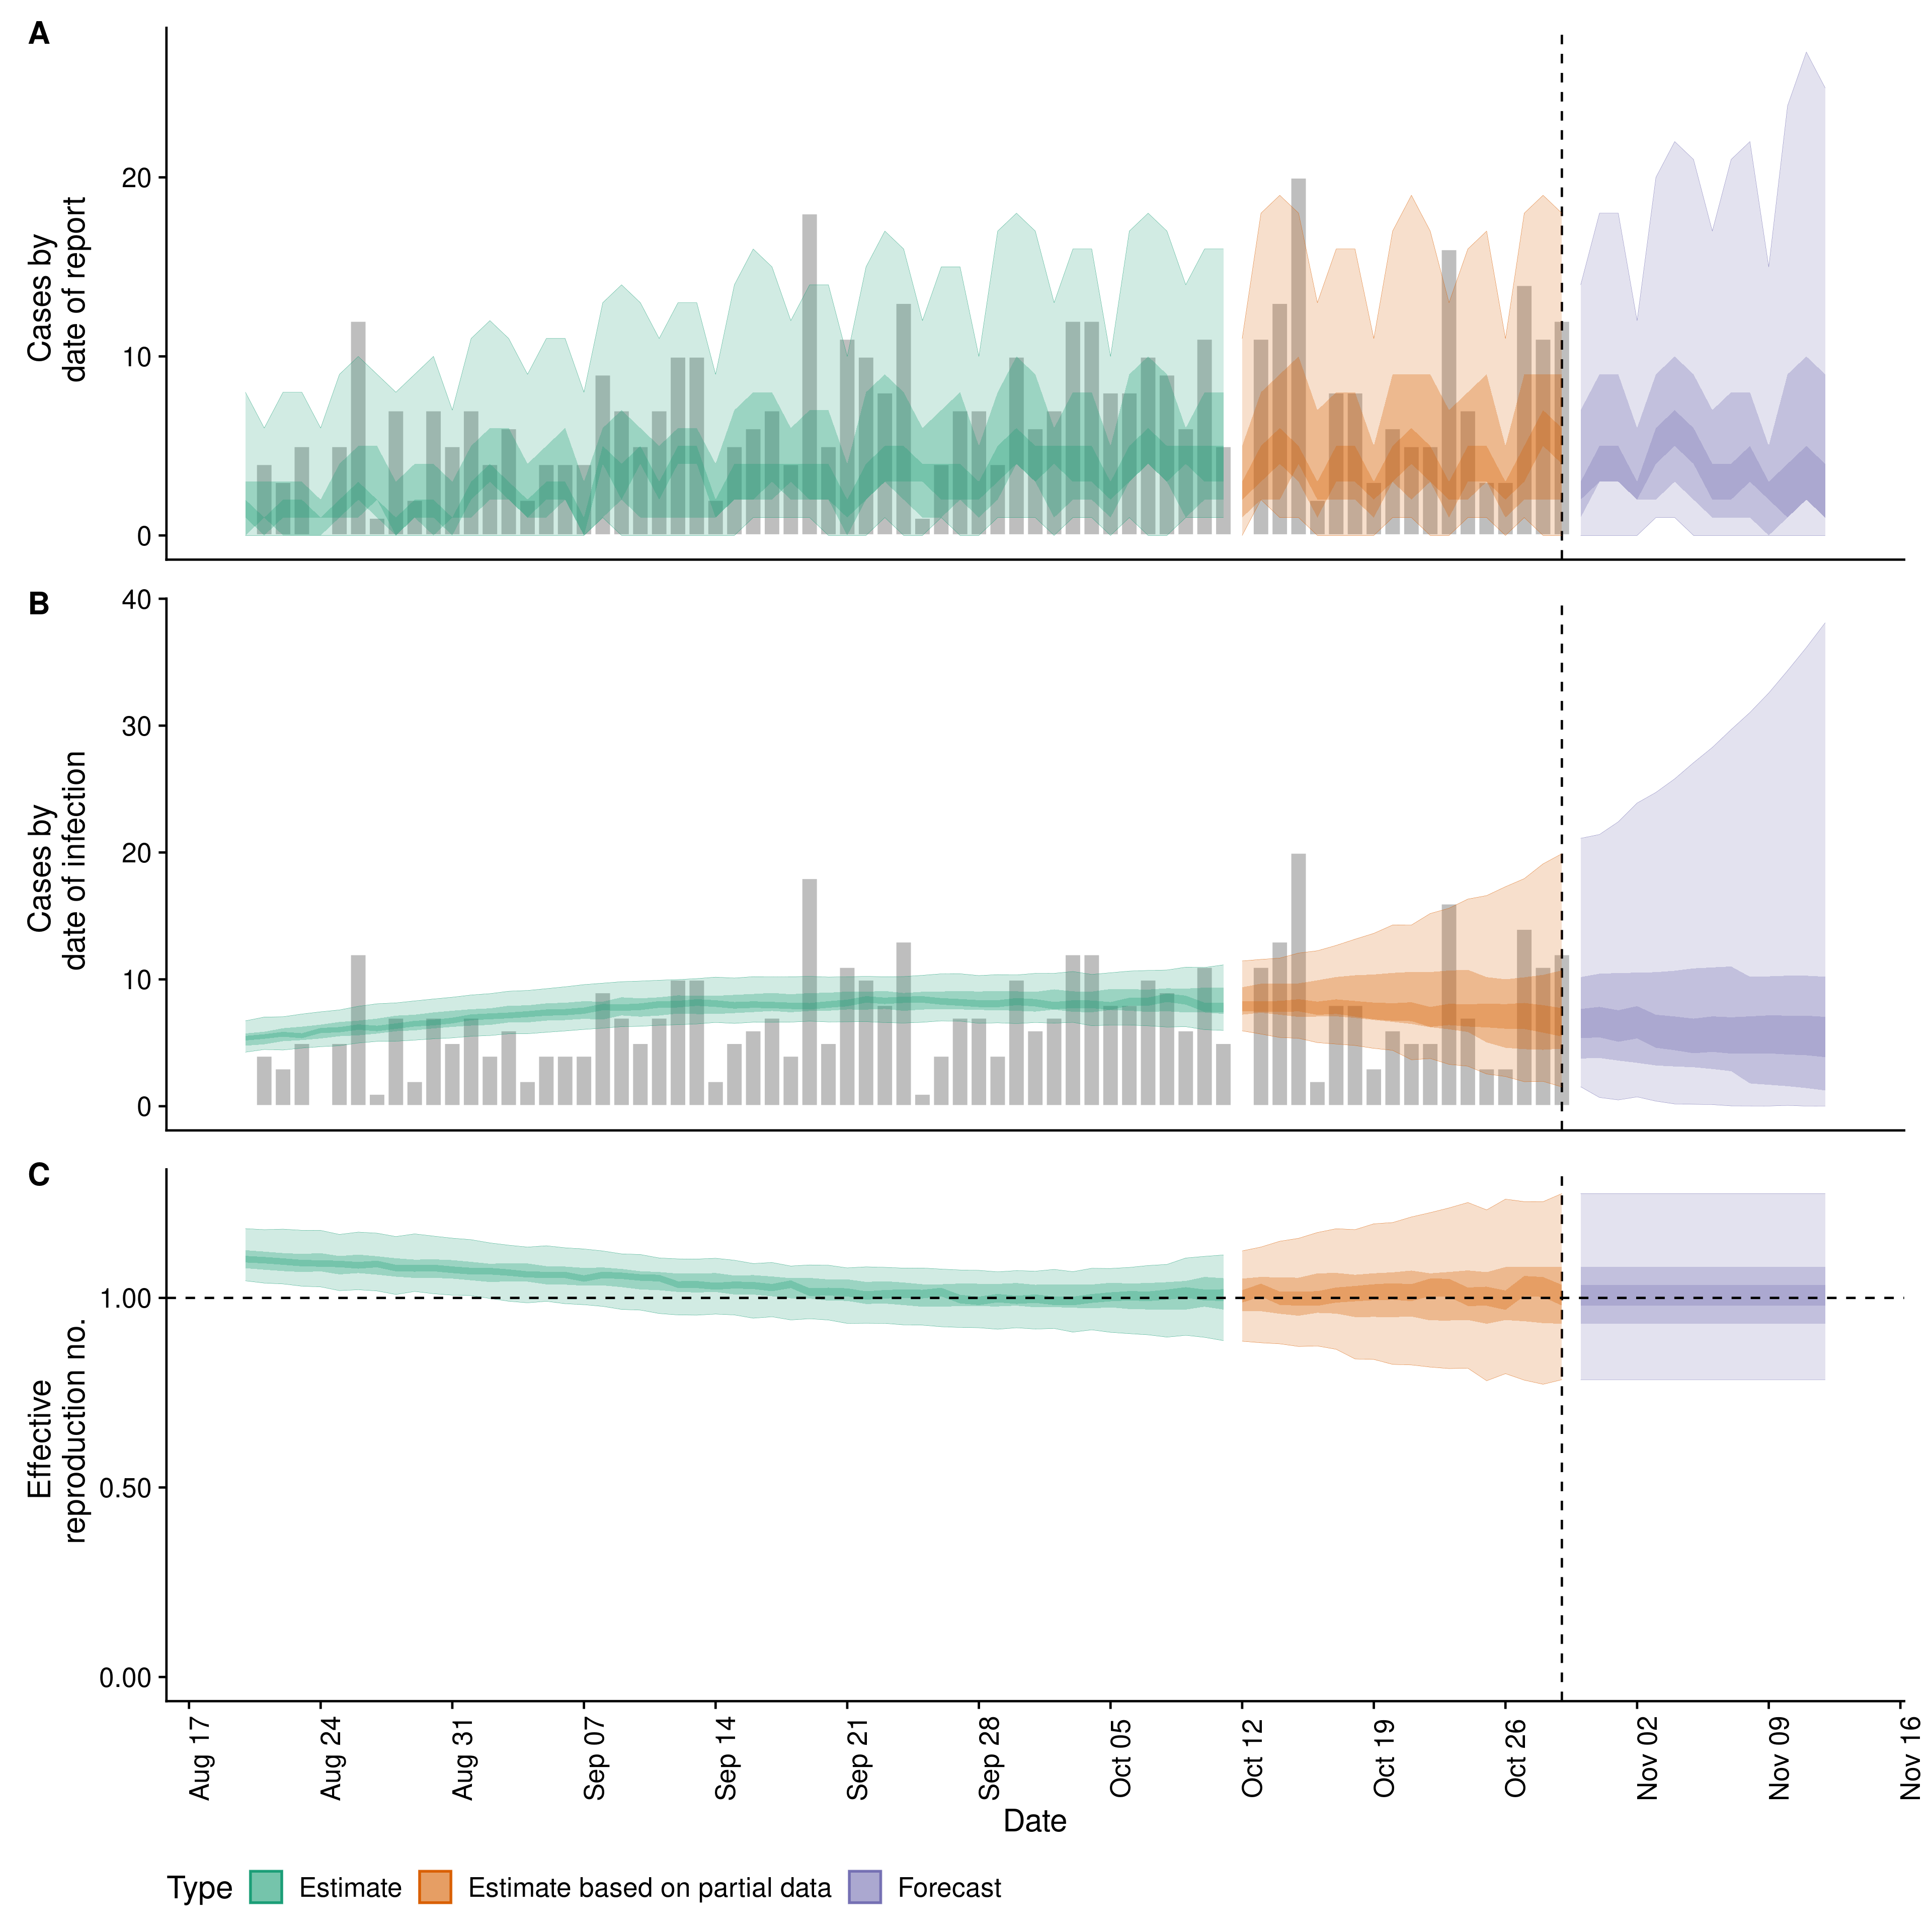 A
Cases by
date of report
20
10
0
B
Cases by
date of infection
40
30
20
10
0
C
Effective
reproduction no.
1.00
0.50
0.00
Aug 17
Aug 24
Aug 31
Sep 07
Sep 14
Sep 21
Sep 28
Oct 05
Oct 12
Oct 19
Oct 26
Nov 02
Nov 09
Nov 16
Date
Type Estimate Estimate based on partial data Forecast